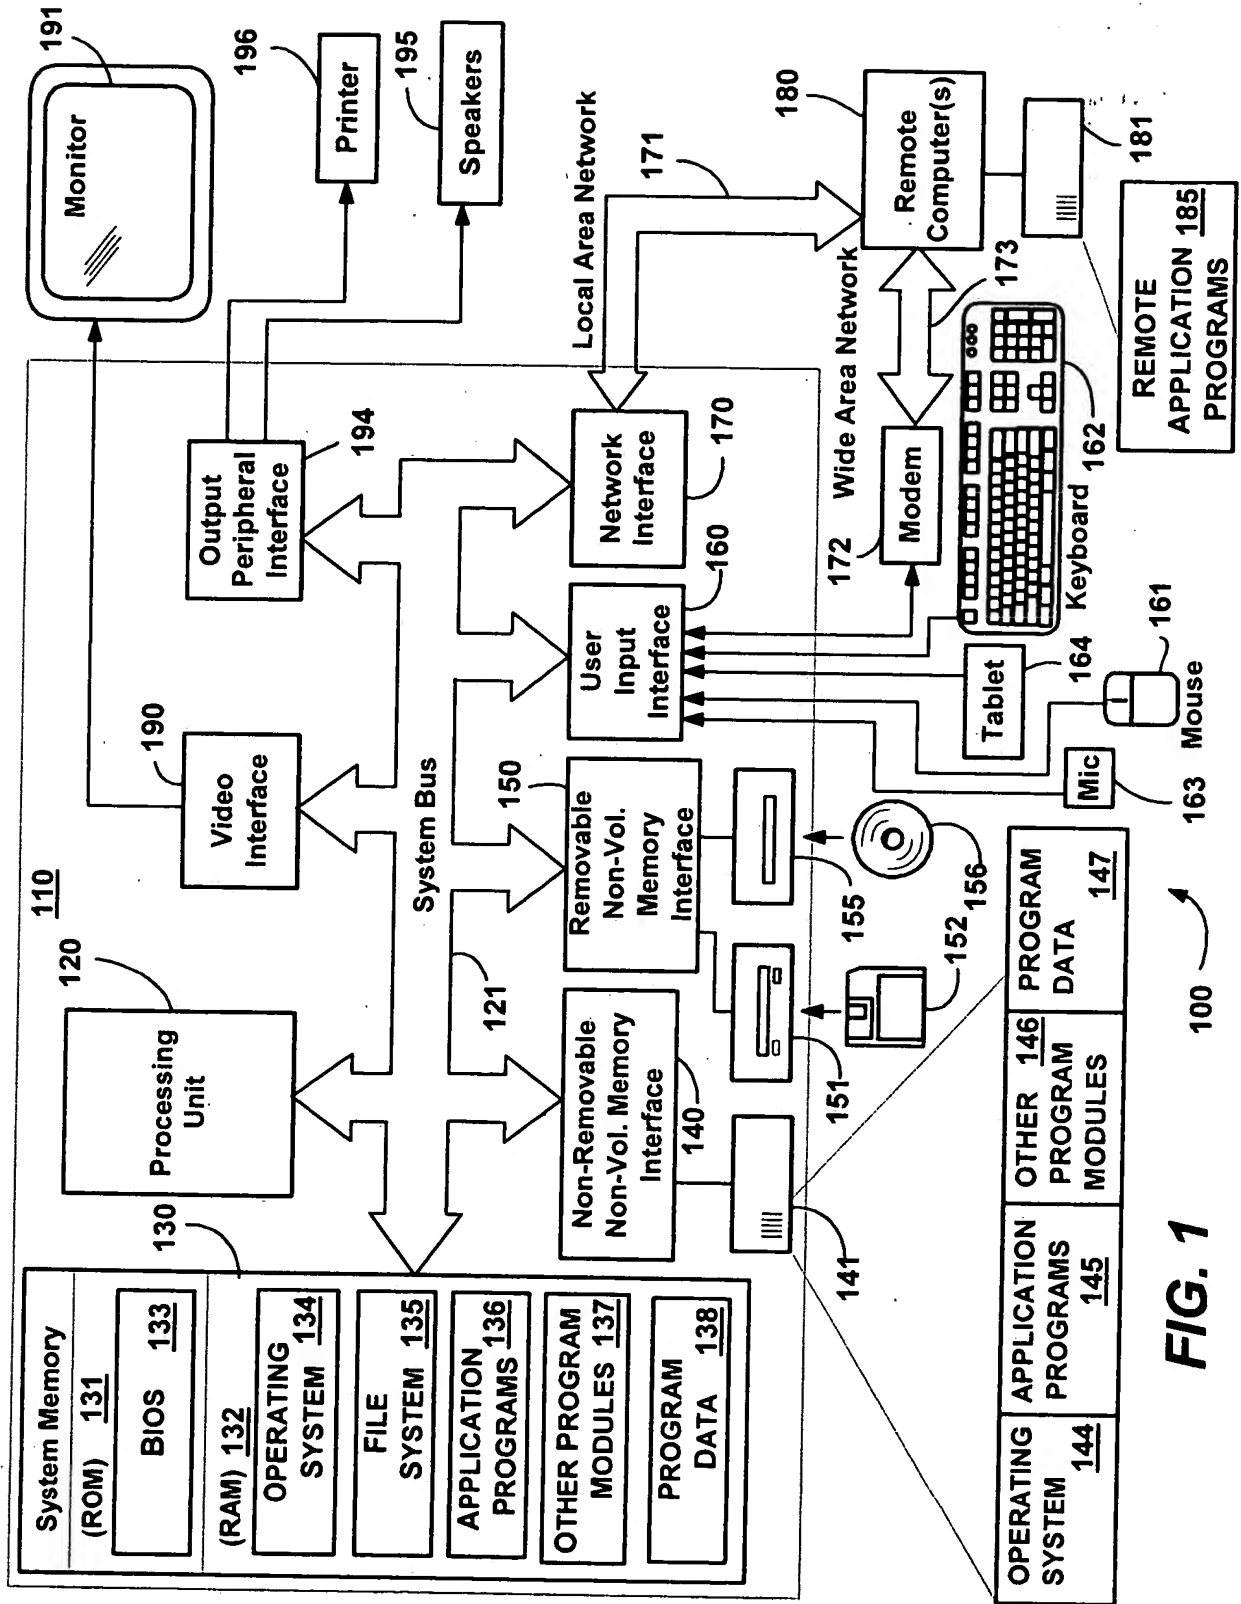 System Memory
(ROM) 131
BIOS 133
(RAM) 132
OPERATING
SYSTEM 134
FILE
SYSTEM 135
APPLICATION
PROGRAMS 136
OTHER PROGRAM
MODULES 137
PROGRAM
DATA 138
130
110
120
Processing
Unit
190
Video
Interface
Output
Peripheral
Interface
194
Monitor
191
Printer
196
Speakers
195
System Bus
121
Non-Removable
Non-Vol. Memory
Interface
140
Removable
Non-Vol.
Memory
Interface
150
User
Input
Interface
160
Network
Interface
170
Local Area Network
171
141
151
152
155
156
172
Modem
Wide Area Network
173
Remote
Computer(s)
180
181
REMOTE
APPLICATION 185
PROGRAMS
Keyboard
162
Tablet
164
Mouse
161
Mic
163
OPERATING
SYSTEM 144
APPLICATION
PROGRAMS
145
OTHER 146
PROGRAM
MODULES
PROGRAM
DATA 147
100
FIG. 1